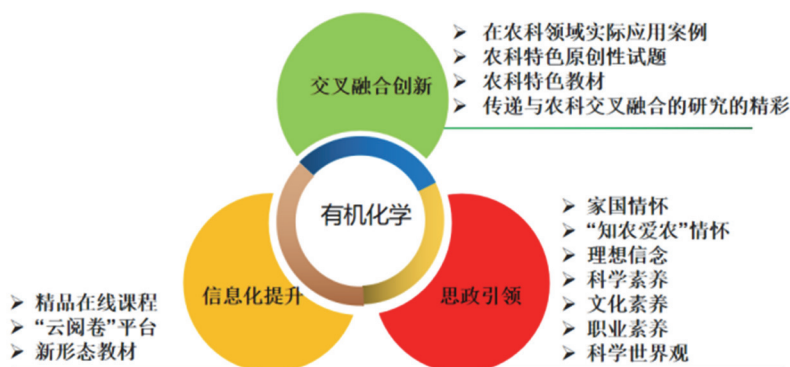 交叉融合创新
➢ 在农科领域实际应用案例
➢ 农科特色原创性试题
➢ 农科特色教材
➢ 传递与农科交叉融合的研究的精彩
有机化学
信息化提升
➢ 精品在线课程
➢ “云阅卷”平台
➢ 新形态教材
思政引领
➢ 家国情怀
➢ “知农爱农”情怀
➢ 理想信念
➢ 科学素养
➢ 文化素养
➢ 职业素养
➢ 科学世界观